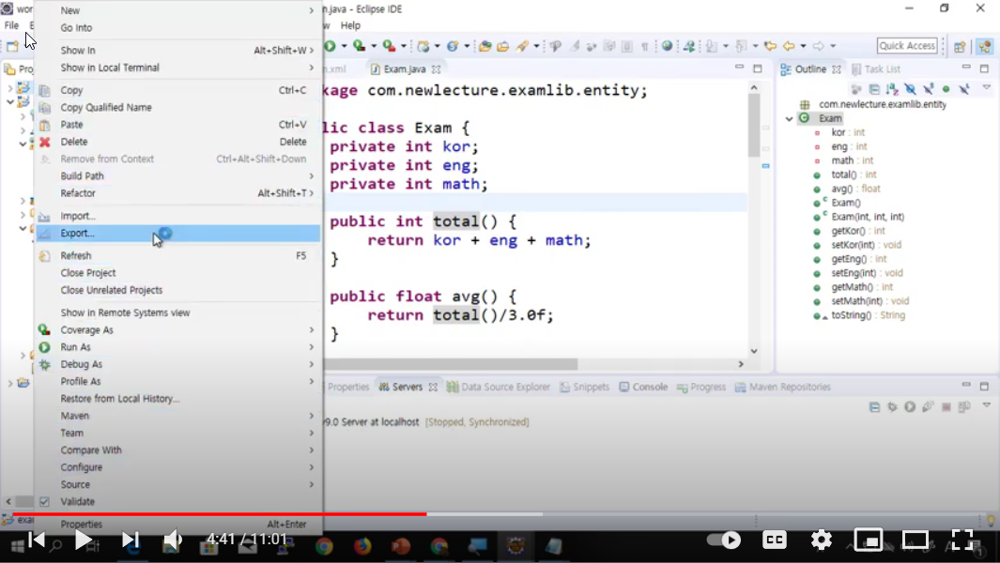 wor
n.java - Eclipse IDE
File
w Help
Quick Access
New
Go Into
Show In Alt+Shift+W
Show in Local Terminal
Copy Ctrl+C
Copy Qualified Name
Paste Ctrl+V
Delete Delete
Remove from Context Ctrl+Alt+Shift+Down
Build Path
Refactor Alt+Shift+T
Import...
Export...
Refresh F5
Close Project
Close Unrelated Projects
Show in Remote Systems view
Coverage As
Run As
Debug As
Profile As
Restore from Local History...
Maven
Team
Compare With
Configure
Source
Validate
Properties Alt+Enter
Proj
n.xml
Exam.java
kage com.newlecture.examlib.entity;
lic class Exam {
private int kor;
private int eng;
private int math;
public int total() {
return kor + eng + math;
}
public float avg() {
return total()/3.0f;
}
Outline
Task List
com.newlecture.examlib.entity
Exam
kor : int
eng : int
math : int
total() : int
avg() : float
Exam()
Exam(int, int, int)
getKor() : int
setKor(int) : void
getEng() : int
setEng(int) : void
getMath() : int
setMath(int) : void
toString() : String
Properties
Servers
Data Source Explorer
Snippets
Console
Progress
Maven Repositories
v9.0 Server at localhost [Stopped, Synchronized]
exam
4:41 / 11:01
CC